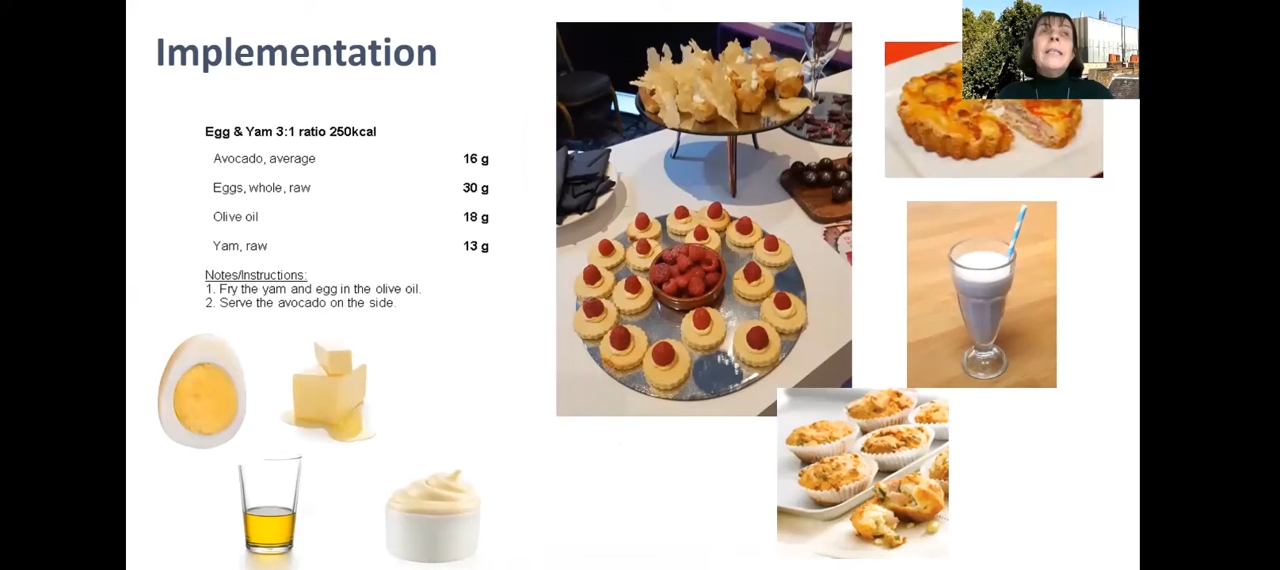 Implementation
Egg & Yam 3:1 ratio 250kcal
Avocado, average 16 g
Eggs, whole, raw 30 g
Olive oil 18 g
Yam, raw 13 g
Notes/Instructions:
1. Fry the yam and egg in the olive oil.
2. Serve the avocado on the side.